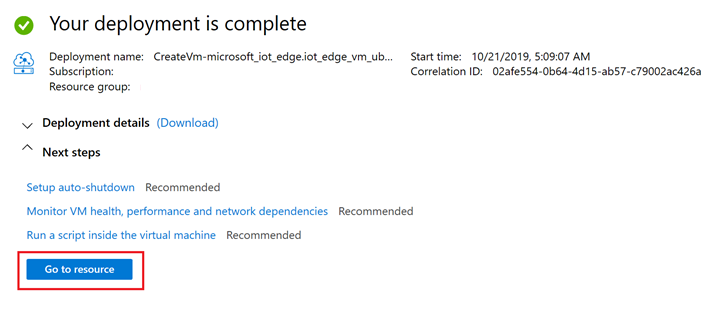 Your deployment is complete
Deployment name: CreateVm-microsoft_iot_edge.iot_edge_vm_ub...
Start time: 10/21/2019, 5:09:07 AM
Subscription:
Correlation ID: 02afe554-0b64-4d15-ab57-c79002ac426a
Resource group:
Deployment details (Download)
Next steps
Setup auto-shutdown Recommended
Monitor VM health, performance and network dependencies Recommended
Run a script inside the virtual machine Recommended
Go to resource